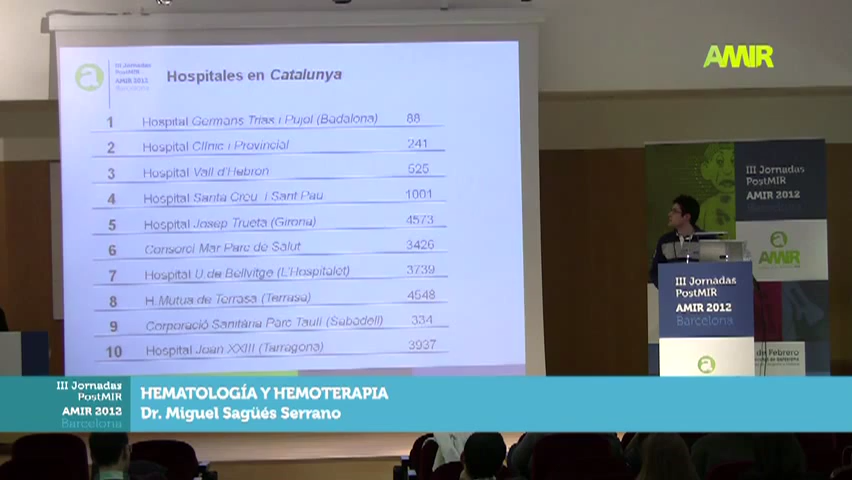 AMIR
III Jornadas
PostMIR
AMIR 2012
Barcelona
Hospitales en Catalunya
1 Hospital Germans Trias i Pujol (Badalona) 88
2 Hospital Clínic i Provincial 241
3 Hospital Vall d'Hebron 525
4 Hospital Santa Creu i Sant Pau 1001
5 Hospital Josep Trueta (Girona) 4573
6 Consorci Mar Parc de Salut 3426
7 Hospital U de Bellvitge (L'Hospitalet) 3739
8 H. Mutua de Terrasa (Terrasa) 4548
9 Corporació Sanitària Parc Taulí (Sabadell) 334
10 Hospital Joan XXIII (Tarragona) 3937
III Jornadas
PostMIR
AMIR 2012
Barcelona
AMIR
III Jornadas
PostMIR
AMIR 2012
Barcelona
de Febrero
III Jornadas
PostMIR
AMIR 2012
Barcelona
HEMATOLOGÍA Y HEMOTERAPIA
Dr. Miguel Sagüés Serrano